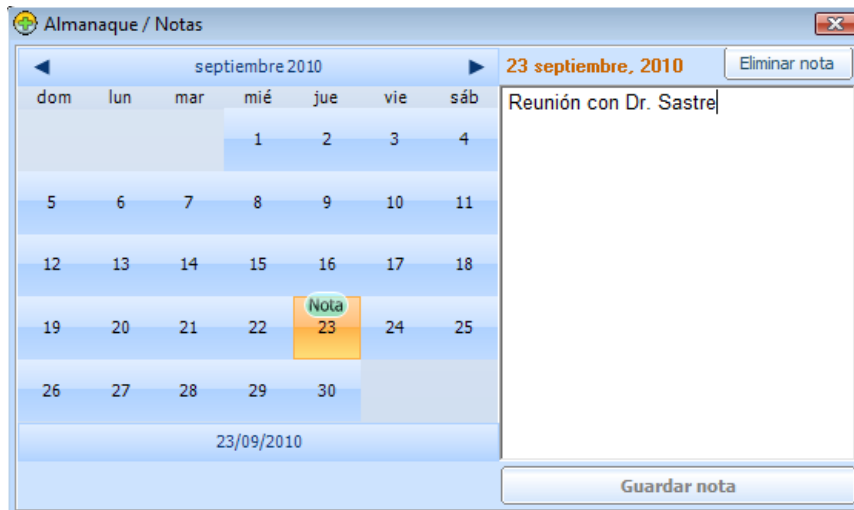 Almanaque / Notas
septiembre 2010
23 septiembre, 2010
Eliminar nota
dom lun mar mié jue vie sáb
1 2 3 4
5 6 7 8 9 10 11
12 13 14 15 16 17 18
Nota
19 20 21 22 23 24 25
26 27 28 29 30
23/09/2010
Reunión con Dr. Sastre
Guardar nota